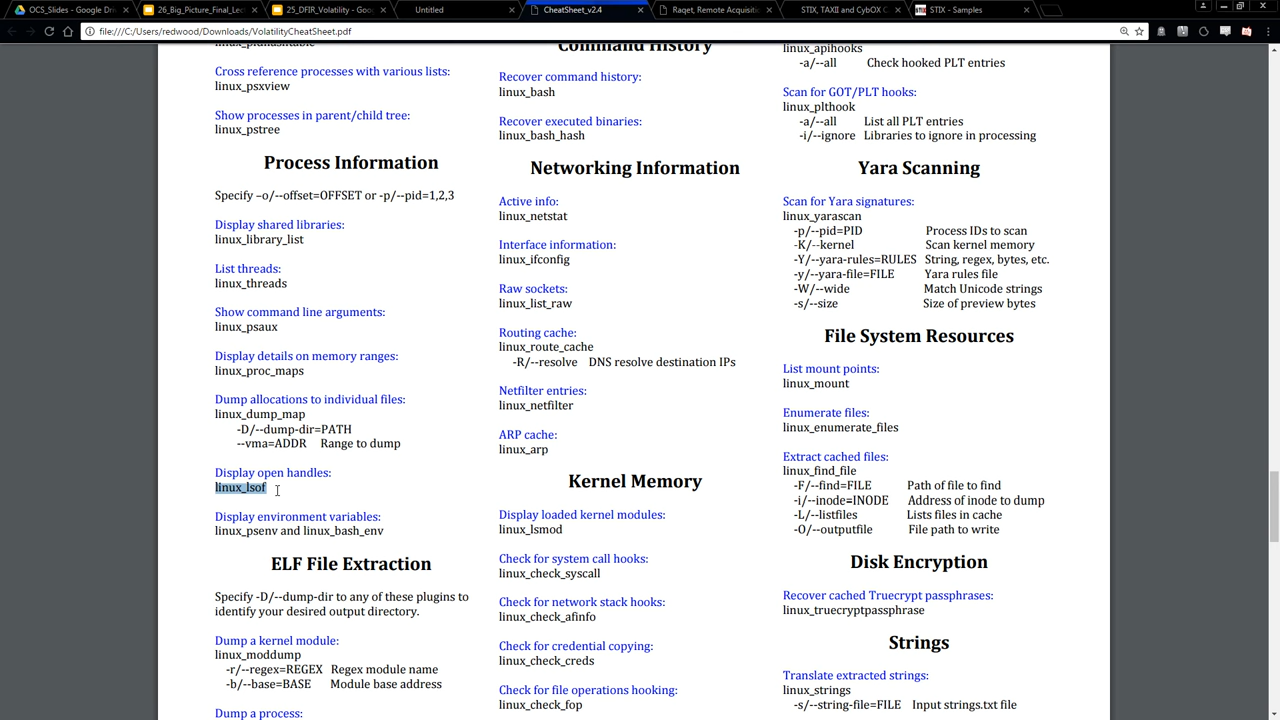 OCS_Slides - Google Driv
26_Big_Picture_Final_Lec
25_DFIR_Volatility - Goog
Untitled
CheatSheet_v2.4
Raqet, Remote Acquisitio
STIX, TAXII and CybOX C
STIX - Samples
file:///C:/Users/redwood/Downloads/VolatilityCheatSheet.pdf
Cross reference processes with various lists:
linux_psxview
Show processes in parent/child tree:
linux_pstree
Process Information
Specify –o/--offset=OFFSET or -p/--pid=1,2,3
Display shared libraries:
linux_library_list
List threads:
linux_threads
Show command line arguments:
linux_psaux
Display details on memory ranges:
linux_proc_maps
Dump allocations to individual files:
linux_dump_map
-D/--dump-dir=PATH
--vma=ADDR Range to dump
Display open handles:
linux_lsof
Display environment variables:
linux_psenv and linux_bash_env
ELF File Extraction
Specify -D/--dump-dir to any of these plugins to
identify your desired output directory.
Dump a kernel module:
linux_moddump
-r/--regex=REGEX Regex module name
-b/--base=BASE Module base address
Dump a process:
Command History
Recover command history:
linux_bash
Recover executed binaries:
linux_bash_hash
Networking Information
Active info:
linux_netstat
Interface information:
linux_ifconfig
Raw sockets:
linux_list_raw
Routing cache:
linux_route_cache
-R/--resolve DNS resolve destination IPs
Netfilter entries:
linux_netfilter
ARP cache:
linux_arp
Kernel Memory
Display loaded kernel modules:
linux_lsmod
Check for system call hooks:
linux_check_syscall
Check for network stack hooks:
linux_check_afinfo
Check for credential copying:
linux_check_creds
Check for file operations hooking:
linux_check_fop
linux_apihooks
-a/--all Check hooked PLT entries
Scan for GOT/PLT hooks:
linux_plthook
-a/--all List all PLT entries
-i/--ignore Libraries to ignore in processing
Yara Scanning
Scan for Yara signatures:
linux_yarascan
-p/--pid=PID Process IDs to scan
-K/--kernel Scan kernel memory
-Y/--yara-rules=RULES String, regex, bytes, etc.
-y/--yara-file=FILE Yara rules file
-W/--wide Match Unicode strings
-s/--size Size of preview bytes
File System Resources
List mount points:
linux_mount
Enumerate files:
linux_enumerate_files
Extract cached files:
linux_find_file
-F/--find=FILE Path of file to find
-i/--inode=INODE Address of inode to dump
-L/--listfiles Lists files in cache
-O/--outputfile File path to write
Disk Encryption
Recover cached Truecrypt passphrases:
linux_truecryptpassphrase
Strings
Translate extracted strings:
linux_strings
-s/--string-file=FILE Input strings.txt file